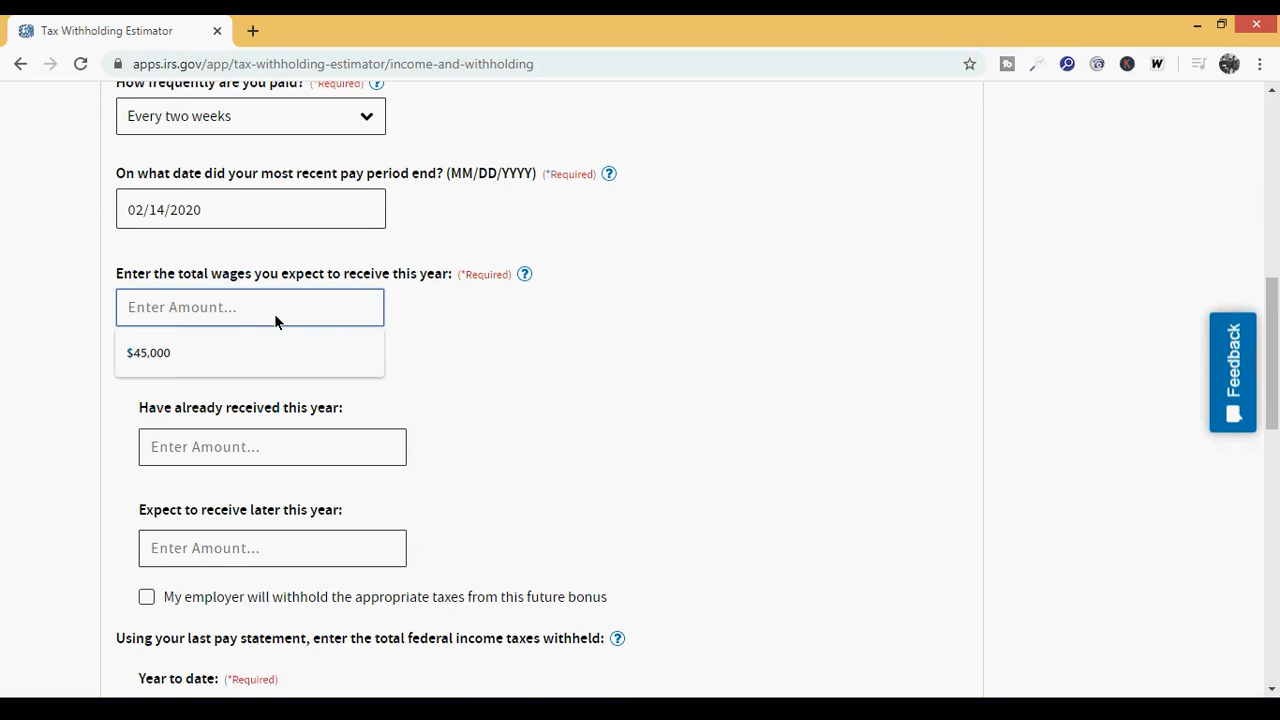 Tax Withholding Estimator
apps.irs.gov/app/tax-withholding-estimator/income-and-withholding
How frequently are you paid? (*Required) ?
Every two weeks
On what date did your most recent pay period end? (MM/DD/YYYY) (*Required) ?
02/14/2020
Enter the total wages you expect to receive this year: (*Required) ?
Enter Amount...
$45,000
Have already received this year:
Enter Amount...
Expect to receive later this year:
Enter Amount...
My employer will withhold the appropriate taxes from this future bonus
Using your last pay statement, enter the total federal income taxes withheld: ?
Year to date: (*Required)
Feedback